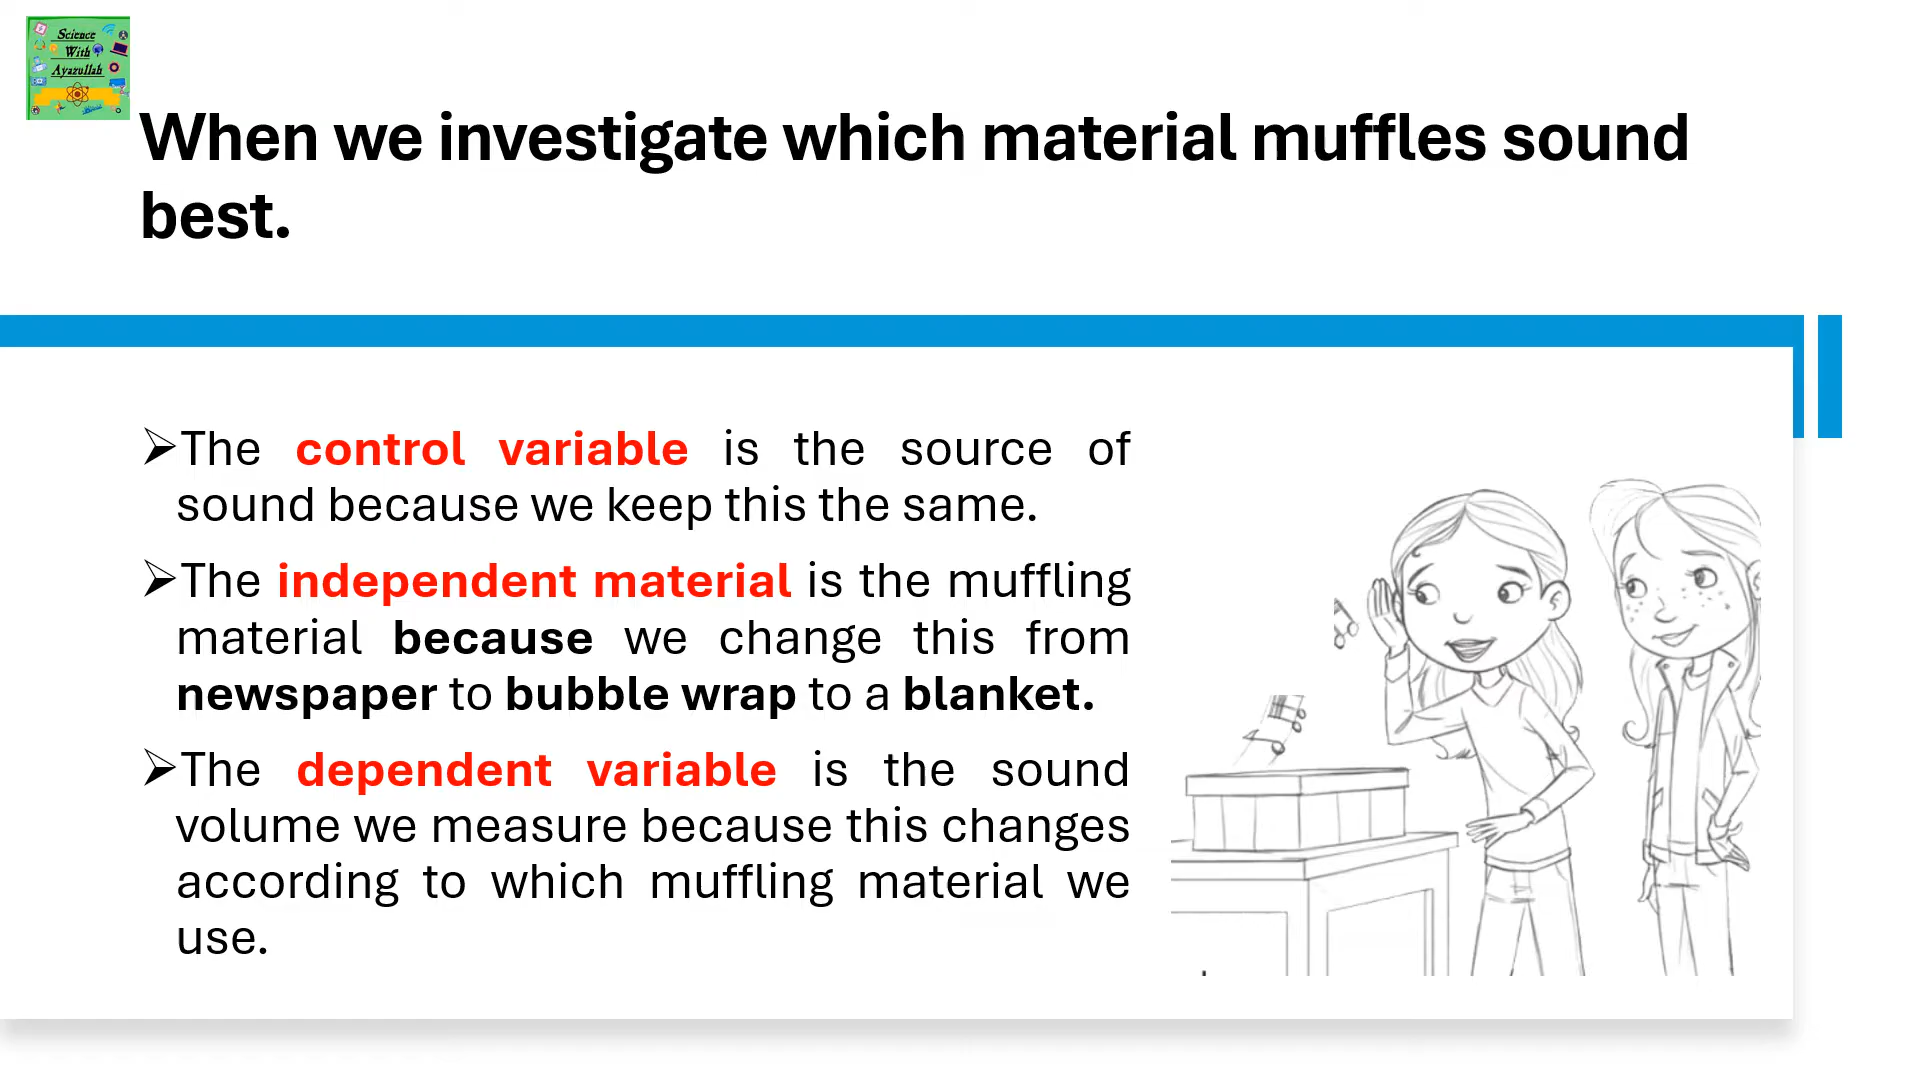 Science
With
Ayazullah
When we investigate which material muffles sound
best.
➢The control variable is the source of
sound because we keep this the same.
➢The independent material is the muffling
material because we change this from
newspaper to bubble wrap to a blanket.
➢The dependent variable is the sound
volume we measure because this changes
according to which muffling material we
use.